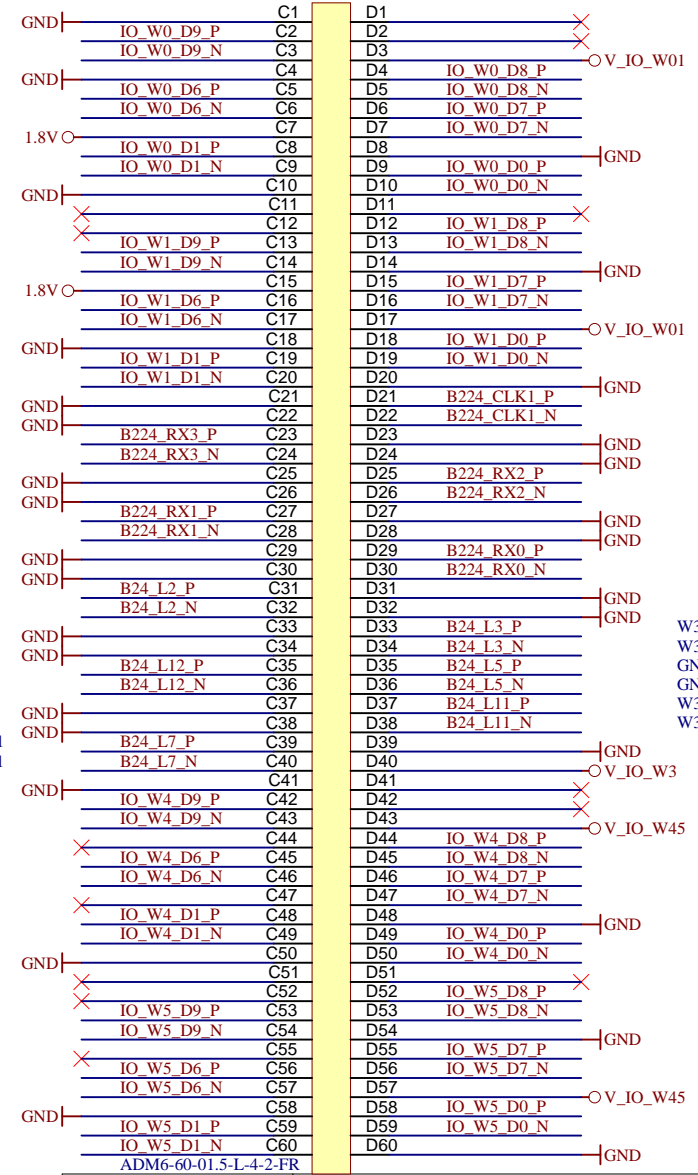 GND C1 D1
IO_W0_D9_P C2 D2
IO_W0_D9_N C3 D3 V_IO_W01
GND C4 D4 IO_W0_D8_P
IO_W0_D6_P C5 D5 IO_W0_D8_N
IO_W0_D6_N C6 D6 IO_W0_D7_P
1.8V C7 D7 IO_W0_D7_N
IO_W0_D1_P C8 D8 GND
IO_W0_D1_N C9 D9 IO_W0_D0_P
GND C10 D10 IO_W0_D0_N
C11 D11
C12 D12 IO_W1_D8_P
IO_W1_D9_P C13 D13 IO_W1_D8_N
IO_W1_D9_N C14 D14 GND
1.8V C15 D15 IO_W1_D7_P
IO_W1_D6_P C16 D16 IO_W1_D7_N
IO_W1_D6_N C17 D17 V_IO_W01
GND C18 D18 IO_W1_D0_P
IO_W1_D1_P C19 D19 IO_W1_D0_N
IO_W1_D1_N C20 D20 GND
GND C21 D21 B224_CLK1_P
GND C22 D22 B224_CLK1_N
B224_RX3_P C23 D23 GND
B224_RX3_N C24 D24 GND
GND C25 D25 B224_RX2_P
GND C26 D26 B224_RX2_N
B224_RX1_P C27 D27 GND
B224_RX1_N C28 D28 GND
GND C29 D29 B224_RX0_P
GND C30 D30 B224_RX0_N
B24_L2_P C31 D31 GND
B24_L2_N C32 D32 GND
GND C33 D33 B24_L3_P
GND C34 D34 B24_L3_N
B24_L12_P C35 D35 B24_L5_P
B24_L12_N C36 D36 B24_L5_N
GND C37 D37 B24_L11_P
GND C38 D38 B24_L11_N
B24_L7_P C39 D39 GND
B24_L7_N C40 D40 V_IO_W3
GND C41 D41
IO_W4_D9_P C42 D42
IO_W4_D9_N C43 D43 V_IO_W45
C44 D44 IO_W4_D8_P
IO_W4_D6_P C45 D45 IO_W4_D8_N
IO_W4_D6_N C46 D46 IO_W4_D7_P
C47 D47 IO_W4_D7_N
IO_W4_D1_P C48 D48 GND
IO_W4_D1_N C49 D49 IO_W4_D0_P
GND C50 D50 IO_W4_D0_N
C51 D51
C52 D52 IO_W5_D8_P
IO_W5_D9_P C53 D53 IO_W5_D8_N
IO_W5_D9_N C54 D54 GND
C55 D55 IO_W5_D7_P
IO_W5_D6_P C56 D56 IO_W5_D7_N
IO_W5_D6_N C57 D57 V_IO_W45
GND C58 D58 IO_W5_D0_P
IO_W5_D1_P C59 D59 IO_W5_D0_N
IO_W5_D1_N C60 D60 GND
ADM6-60-01.5-L-4-2-FR